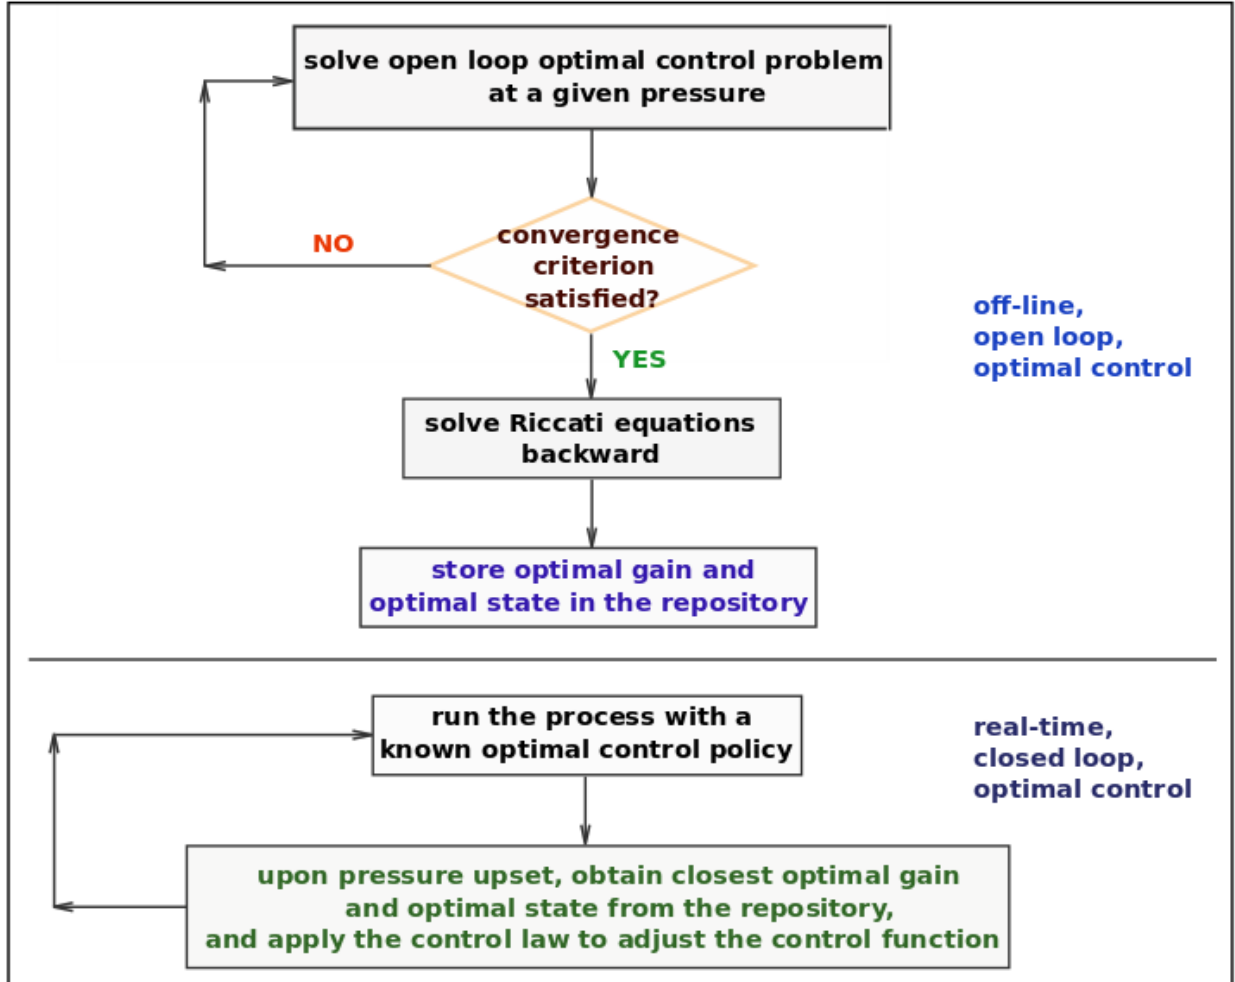 solve open loop optimal control problem
at a given pressure
convergence
criterion
satisfied?
NO
YES
off-line,
open loop,
optimal control
solve Riccati equations
backward
store optimal gain and
optimal state in the repository
run the process with a
known optimal control policy
real-time,
closed loop,
optimal control
upon pressure upset, obtain closest optimal gain
and optimal state from the repository,
and apply the control law to adjust the control function